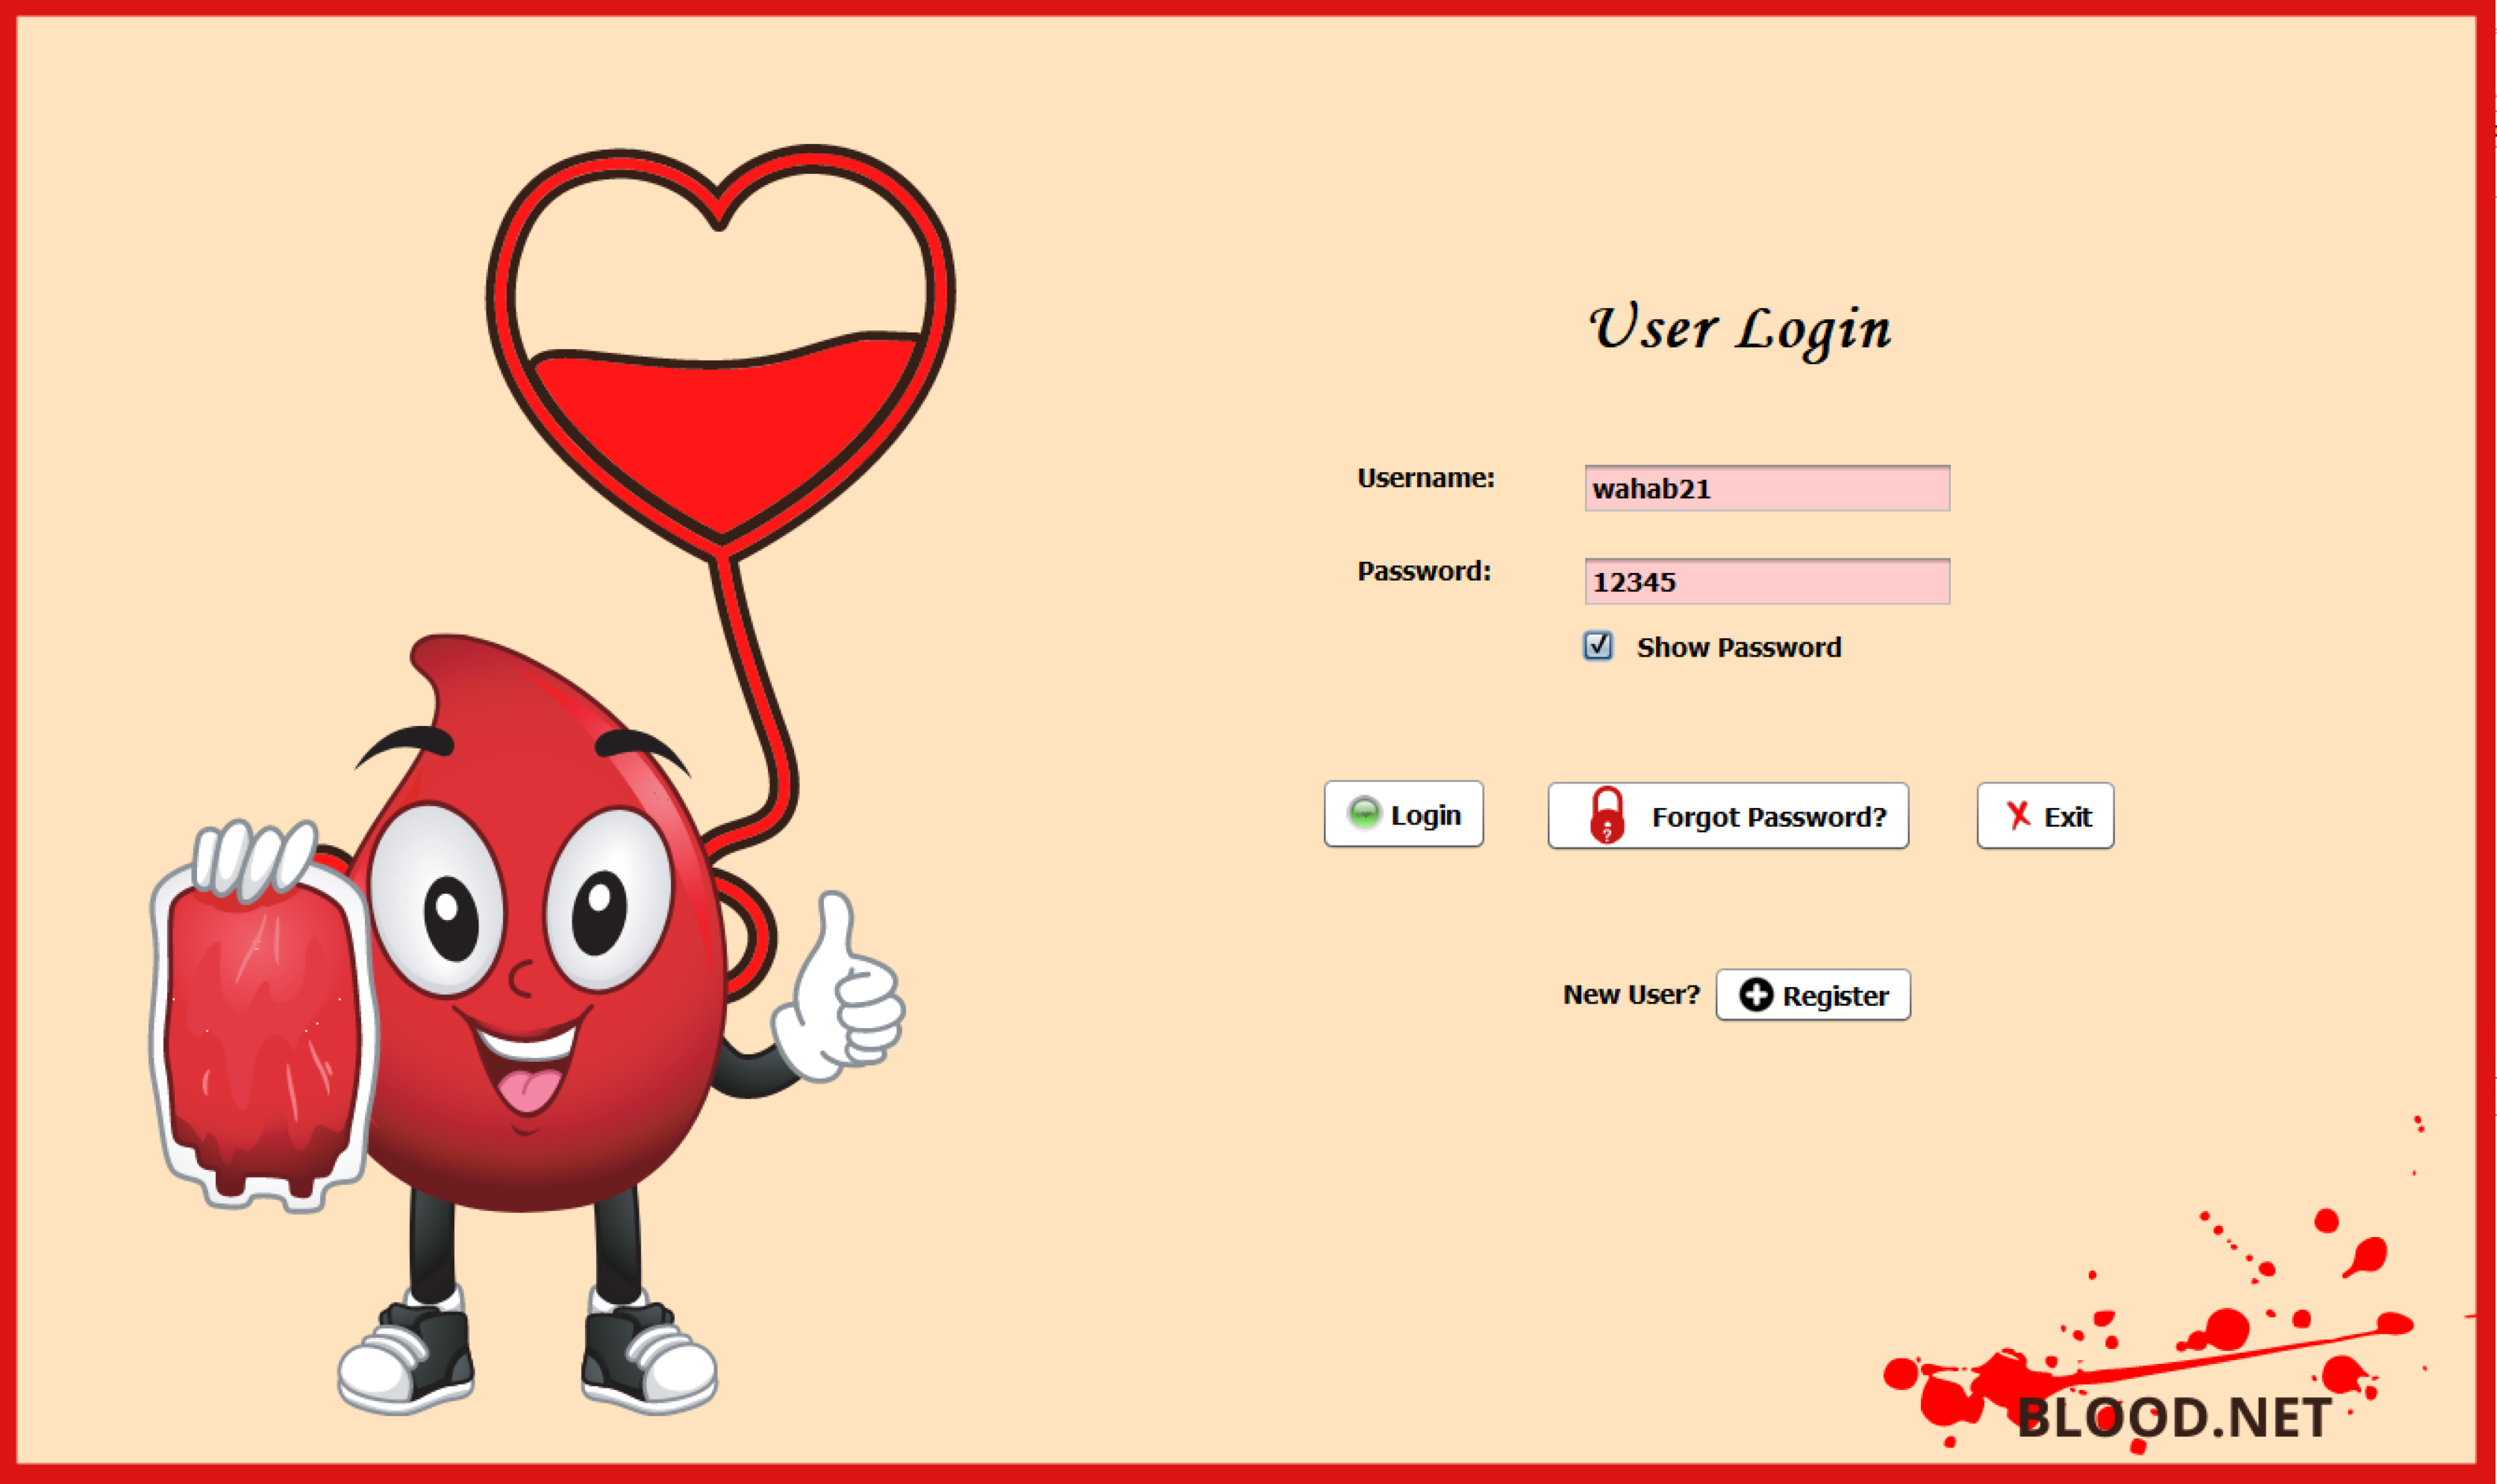 User Login
Username:
wahab21
Password:
12345
Show Password
Login
Forgot Password?
Exit
New User?
Register
BLOOD.NET